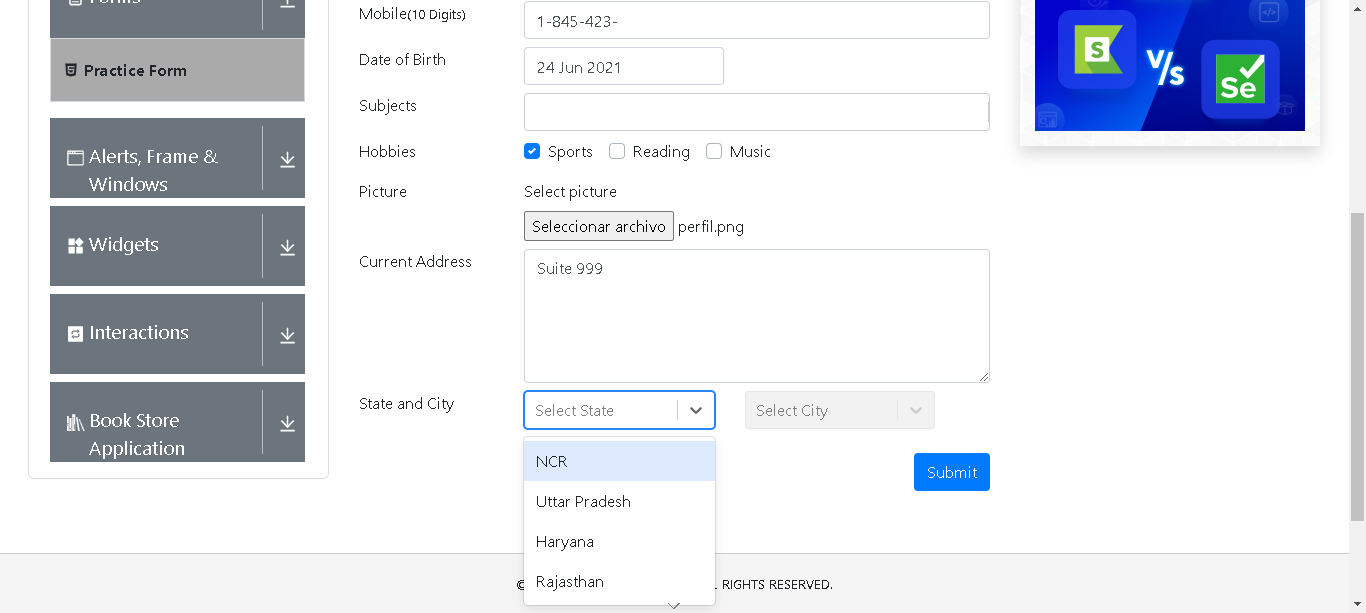 Forms
Practice Form
Alerts, Frame &
Windows
Widgets
Interactions
Book Store
Application
Mobile(10 Digits)
1-845-423-
Date of Birth
24 Jun 2021
Subjects
Hobbies
Sports
Reading
Music
Picture
Select picture
Seleccionar archivo perfil.png
Current Address
Suite 999
State and City
Select State
Select City
NCR
Uttar Pradesh
Haryana
Rajasthan
Submit
©
RIGHTS RESERVED.
S
V/s
Se